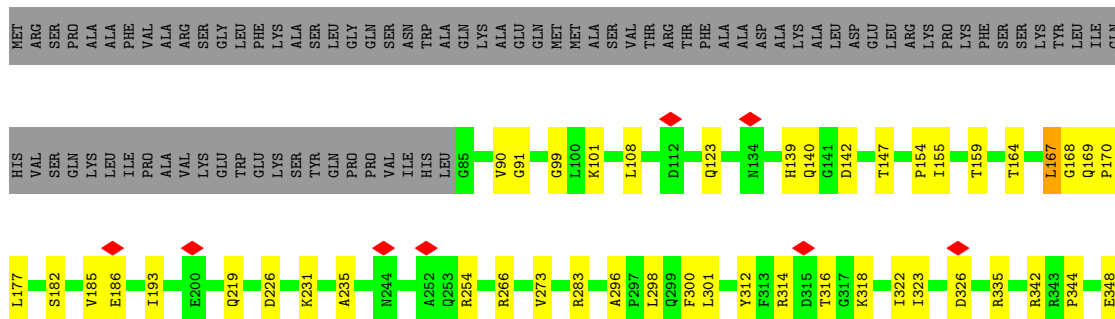 MET ARG SER PRO ALA ALA PHE VAL ALA ARG SER GLY LEU PHE LYS ALA SER LEU GLY GLN SER ASN TRP ALA GLN LYS ALA GLU GLN MET MET ALA SER VAL THR ARG THR PHE ALA ALA ASP ALA LYS ALA LEU ASP GLU LEU ARG LYS PRO LYS PHE SER SER LYS TYR LEU ILE GLN
HIS VAL SER GLN LYS LEU ILE PRO ALA VAL LYS GLU TRP GLU LYS SER TYR GLN PRO PRO VAL ILE HIS LEU G85 V90 G91 G99 L100 K101 L108 D112 Q123 N134 H139 Q140 G141 D142 T147 P154 I155 T159 T164 L167 G168 Q169 P170
L177 S182 V185 E186 I193 E200 Q219 D226 K231 A235 N244 A252 Q253 R254 R266 V273 R283 A296 P297 L298 Q299 F300 L301 Y312 F313 R314 D315 T316 G317 K318 I322 I323 D326 R335 R342 R343 P344 E348